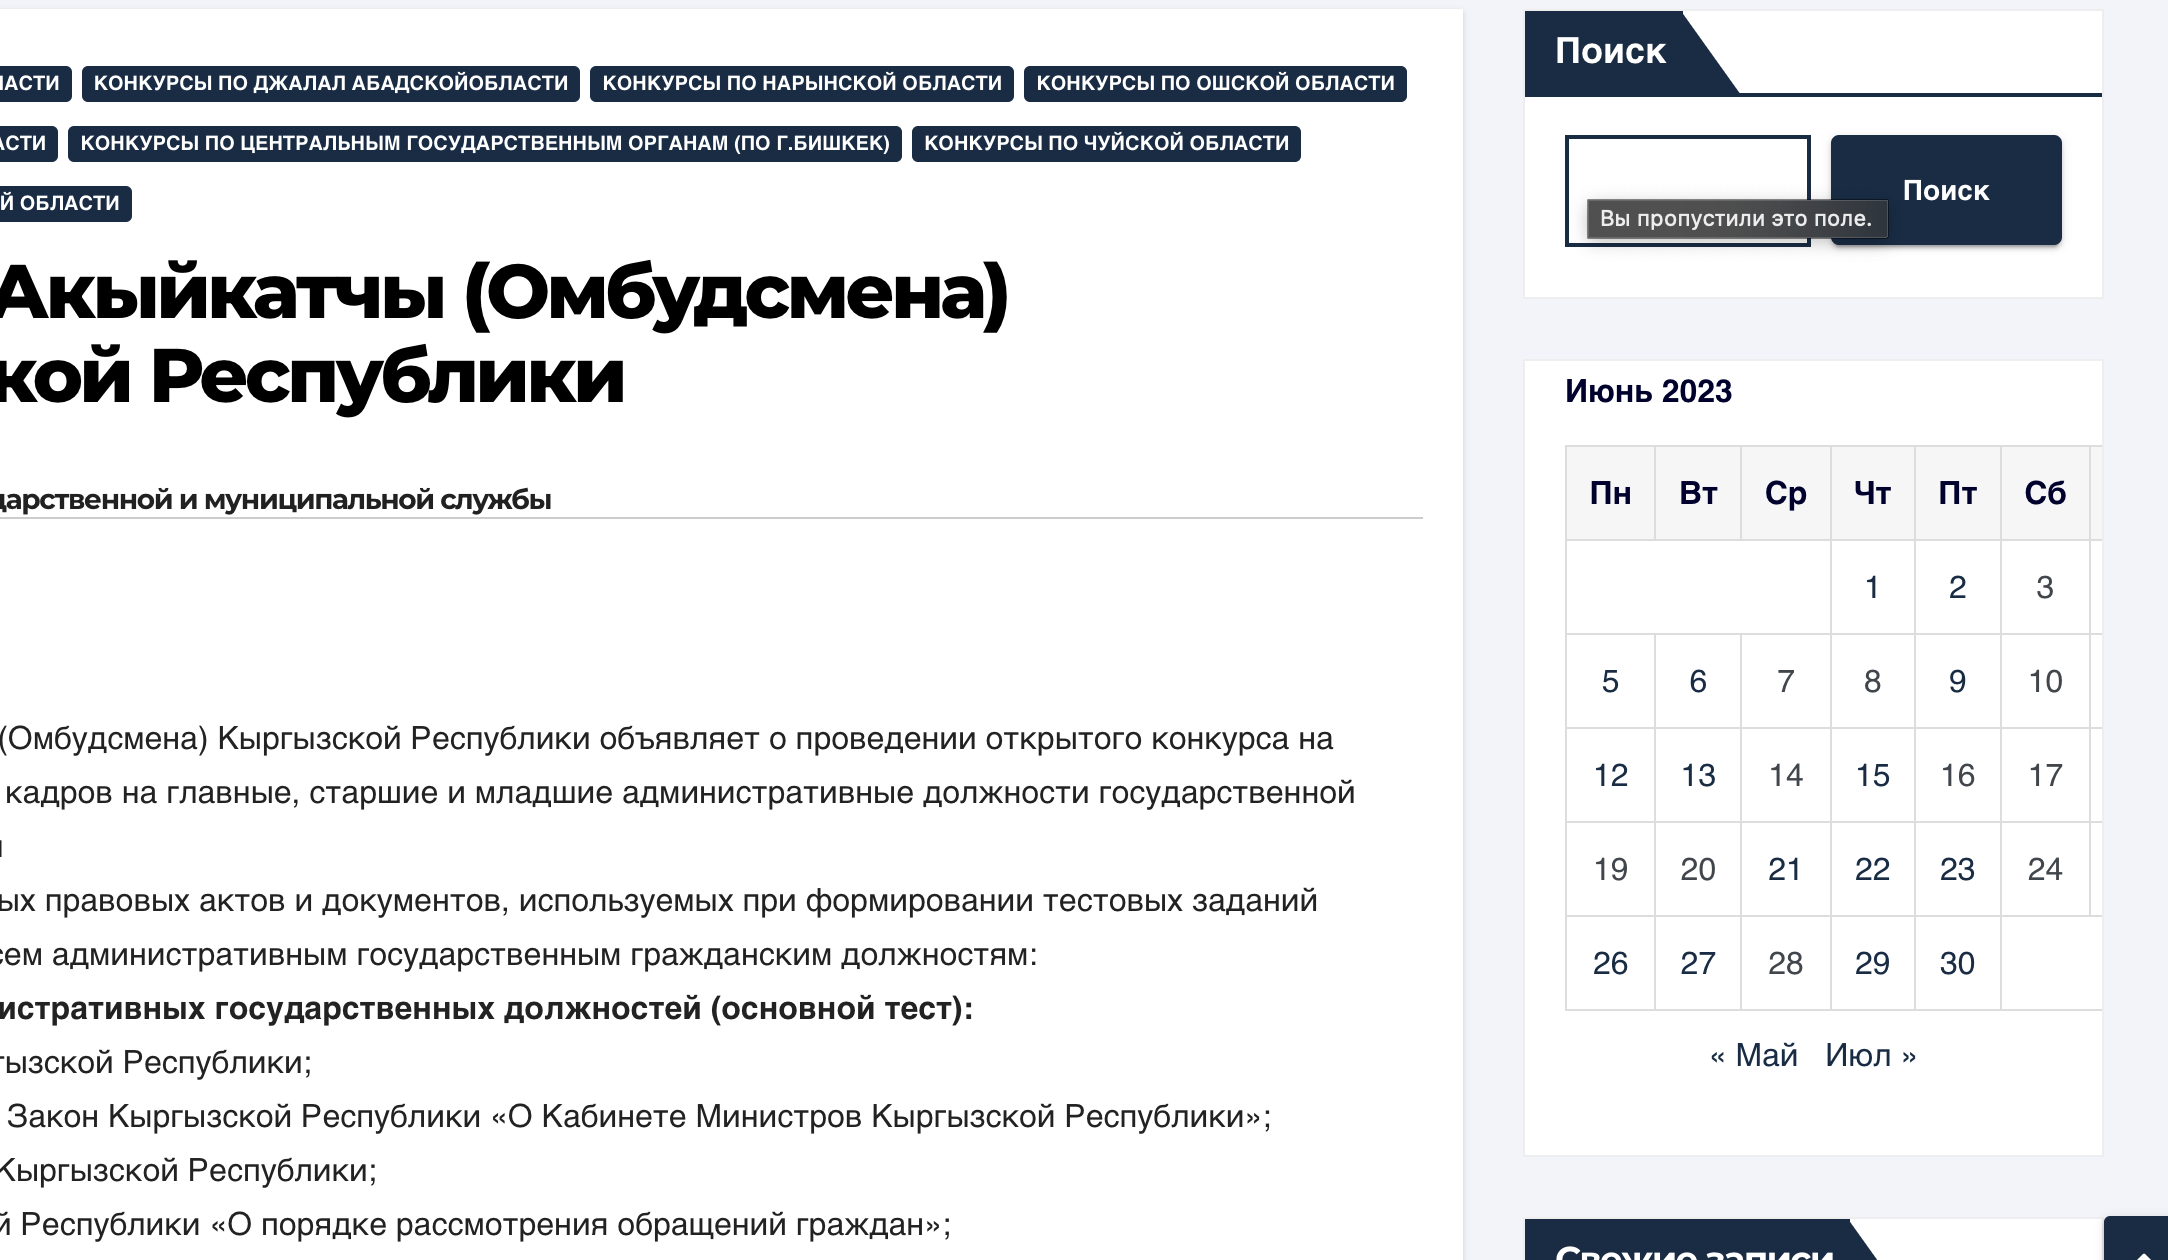 КОНКУРСЫ ПО ДЖАЛАЛ АБАДСКОЙОБЛАСТИ КОНКУРСЫ ПО НАРЫНСКОЙ ОБЛАСТИ КОНКУРСЫ ПО ОШСКОЙ ОБЛАСТИ
КОНКУРСЫ ПО ЦЕНТРАЛЬНЫМ ГОСУДАРСТВЕННЫМ ОРГАНАМ (ПО Г.БИШКЕК) КОНКУРСЫ ПО ЧУЙСКОЙ ОБЛАСТИ
Й ОБЛАСТИ
Акыйкатчы (Омбудсмена)
кой Республики
дарственной и муниципальной службы
(Омбудсмена) Кыргызской Республики объявляет о проведении открытого конкурса на
кадров на главные, старшие и младшие административные должности государственной
ых правовых актов и документов, используемых при формировании тестовых заданий
сем административным государственным гражданским должностям:
истративных государственных должностей (основной тест):
гызской Республики;
Закон Кыргызской Республики «О Кабинете Министров Кыргызской Республики»;
Кыргызской Республики;
й Республики «О порядке рассмотрения обращений граждан»;
Поиск
Поиск
Вы пропустили это поле.
Июнь 2023
Пн Вт Ср Чт Пт Сб
1 2 3
5 6 7 8 9 10
12 13 14 15 16 17
19 20 21 22 23 24
26 27 28 29 30
« Май Июл »
Свежие записи